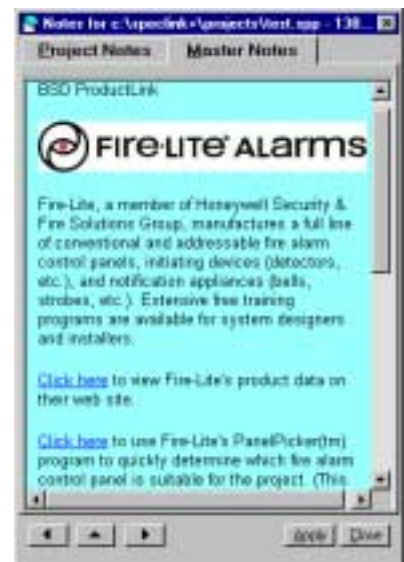 Notes for c:\speclink+\projects\test.spp - 138...
Project Notes Master Notes
BSD ProductLink
FIRE·LITE® ALARMS
Fire-Lite, a member of Honeywell Security &
Fire Solutions Group, manufactures a full line
of conventional and addressable fire alarm
control panels, initiating devices (detectors,
etc.), and notification appliances (bells,
strobes, etc.). Extensive free training
programs are available for system designers
and installers.
Click here to view Fire-Lite's product data on
their web site.
Click here to use Fire-Lite's PanelPicker(tm)
program to quickly determine which fire alarm
control panel is suitable for the project. (This
Apply Close